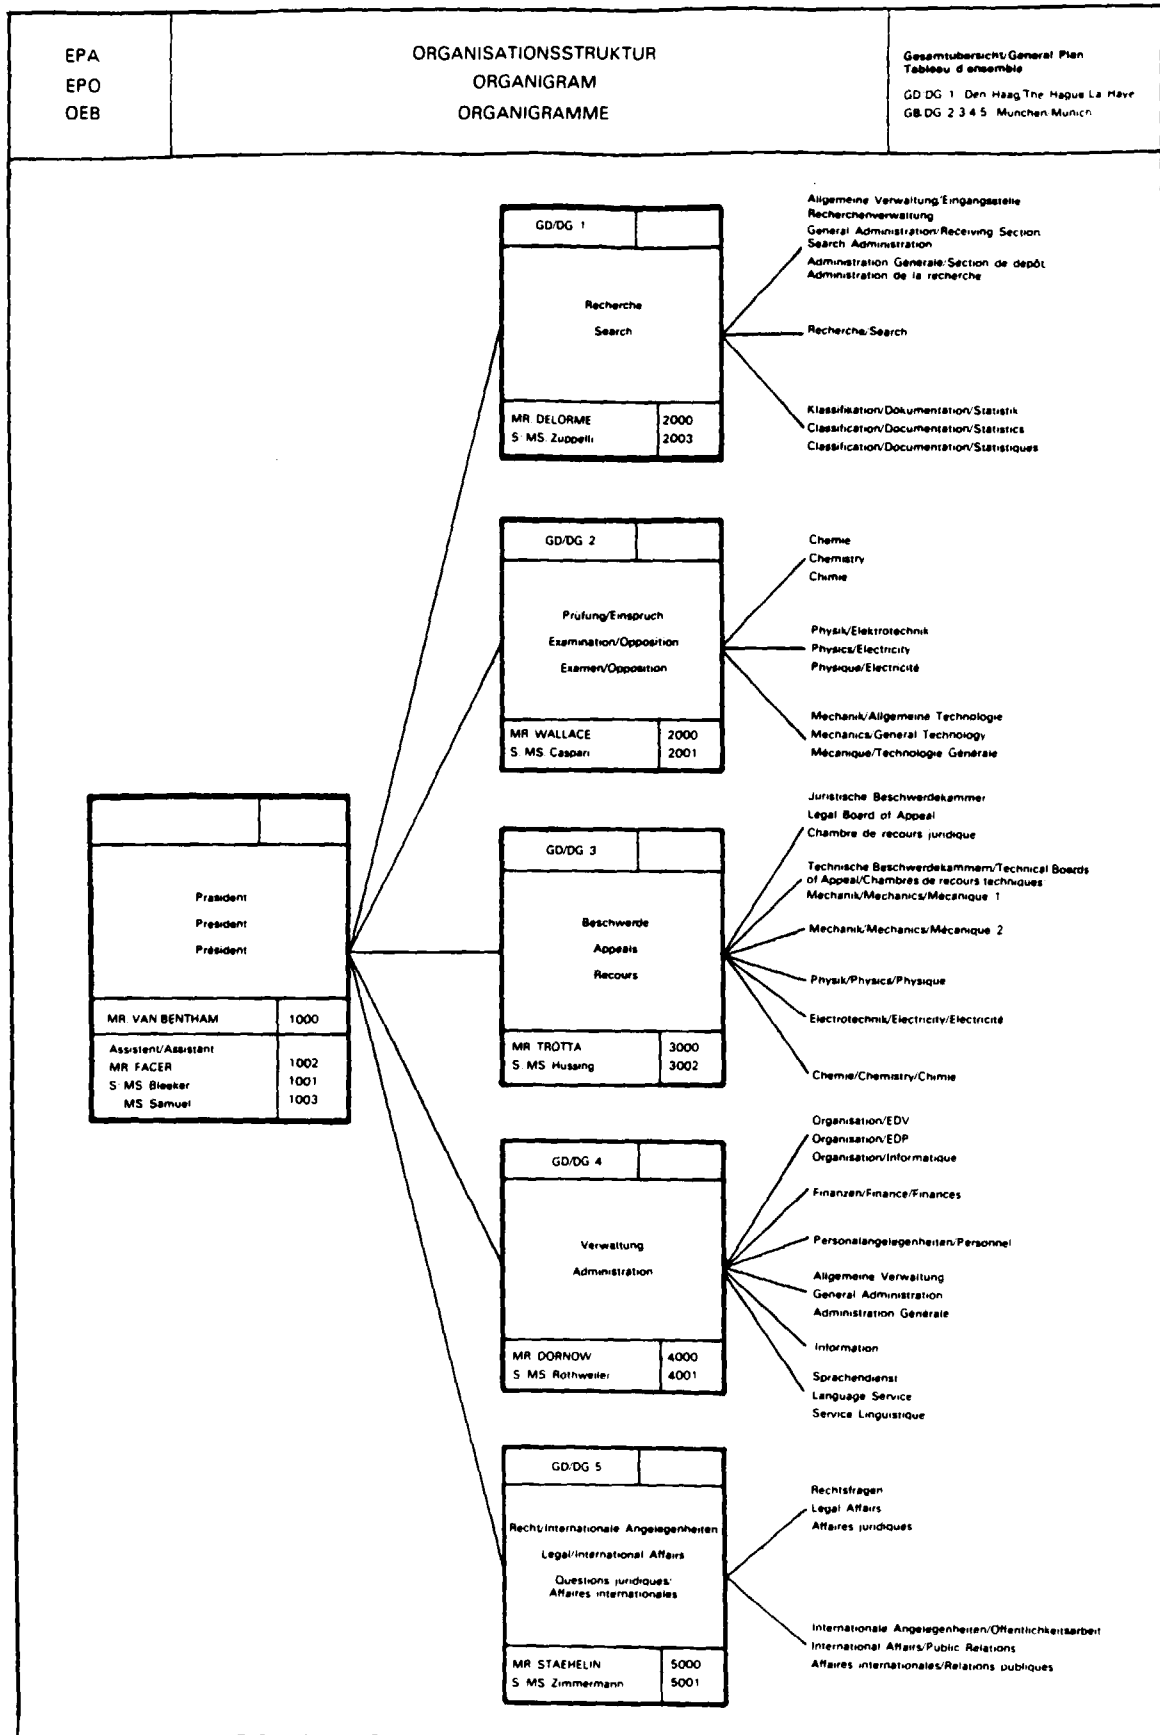 EPA
EPO
OEB
ORGANISATIONSSTRUKTUR
ORGANIGRAM
ORGANIGRAMME
Gesamtubersicht/General Plan
Tableau d ensemble
GD DG 1 Den Haag The Hague La Haye
GB DG 2 3 4 5 Munchen Munich
GD/DG 1
Recherche
Search
MR. DELORME 2000
S: MS. Zuppelli 2003
Allgemeine Verwaltung/Eingangsstelle
Recherchenverwaltung
General Administration/Receiving Section
Search Administration
Administration Generale/Section de depôt
Administration de la recherche
Recherche/Search
Klassifikation/Dokumentation/Statistik
Classification/Documentation/Statistics
Classification/Documentation/Statistiques
GD/DG 2
Prüfung/Einspruch
Examination/Opposition
Examen/Opposition
MR WALLACE 2000
S. MS. Caspari 2001
Chemie
Chemistry
Chimie
Physik/Elektrotechnik
Physics/Electricity
Physique/Electricité
Mechanik/Allgemeine Technologie
Mechanics/General Technology
Mécanique/Technologie Génerale
President
President
Président
MR. VAN BENTHAM 1000
Assistent/Assistant
MR FACER 1002
S: MS Bleeker 1001
MS Samuel 1003
GD/DG 3
Beschwerde
Appeals
Recours
MR TROTTA 3000
S. MS Hussing 3002
Juristische Beschwerdekammer
Legal Board of Appeal
Chambre de recours juridique
Technische Beschwerdekammern/Technical Boards
of Appeal/Chambres de recours techniques
Mechanik/Mechanics/Mecanique 1
Mechanik/Mechanics/Mécanique 2
Physik/Physics/Physique
Electrotechnik/Electricity/Electricité
Chemie/Chemistry/Chimie
GD/DG 4
Verwaltung
Administration
MR DORNOW 4000
S MS Rothweiler 4001
Organisation/EDV
Organisation/EDP
Organisation/Informatique
Finanzen/Finance/Finances
Personalangelegenheiten/Personnel
Allgemeine Verwaltung
General Administration
Administration Génerale
Information
Sprachendienst
Language Service
Service Linguistique
GD/DG 5
Recht/Internationale Angelegenheiten
Legal/International Affairs
Questions juridiques/
Affaires internationales
MR STAEHELIN 5000
S MS Zimmermann 5001
Rechtsfragen
Legal Affairs
Affaires juridiques
Internationale Angelegenheiten/Offentlichkeitsarbeit
International Affairs/Public Relations
Affaires internationales/Relations publiques